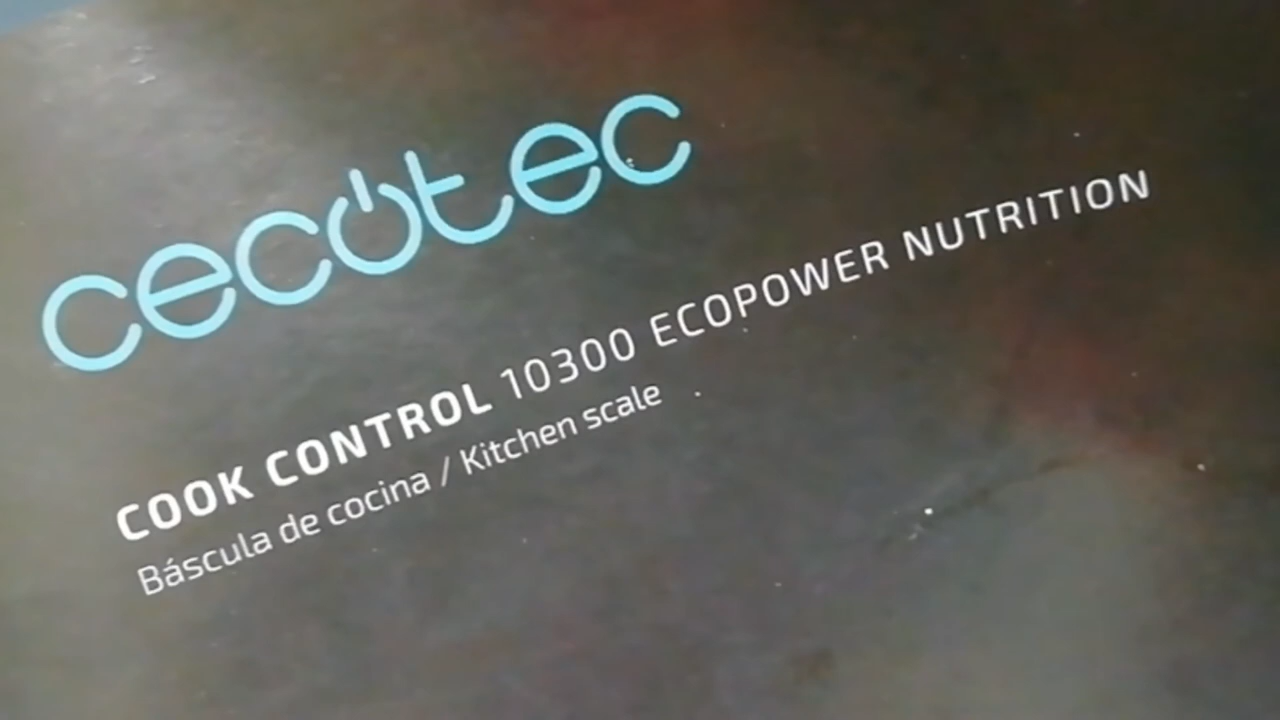 cecotec
COOK CONTROL 10300 ECOPOWER NUTRITION
Báscula de cocina / Kitchen scale